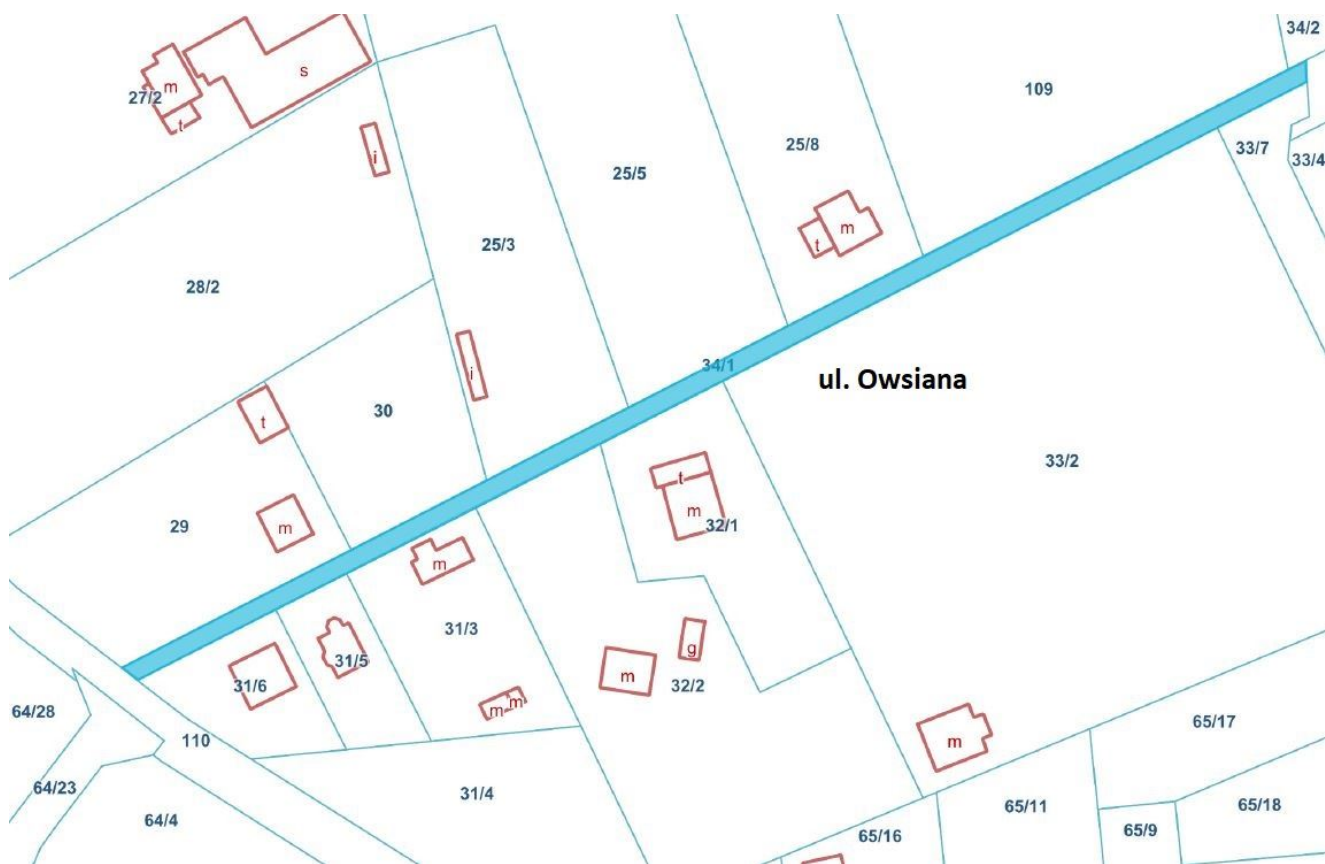 34/2
s
m
27/2
109
t
25/8
33/7
i
33/4
25/5
m
25/3
t
28/2
34/1
i
ul. Owsiana
30
t
33/2
t
29
m
m
32/1
m
31/3
g
31/5
m
31/6
32/2
m
m
64/28
65/17
110
m
64/23
31/4
65/11
65/18
64/4
65/9
65/16